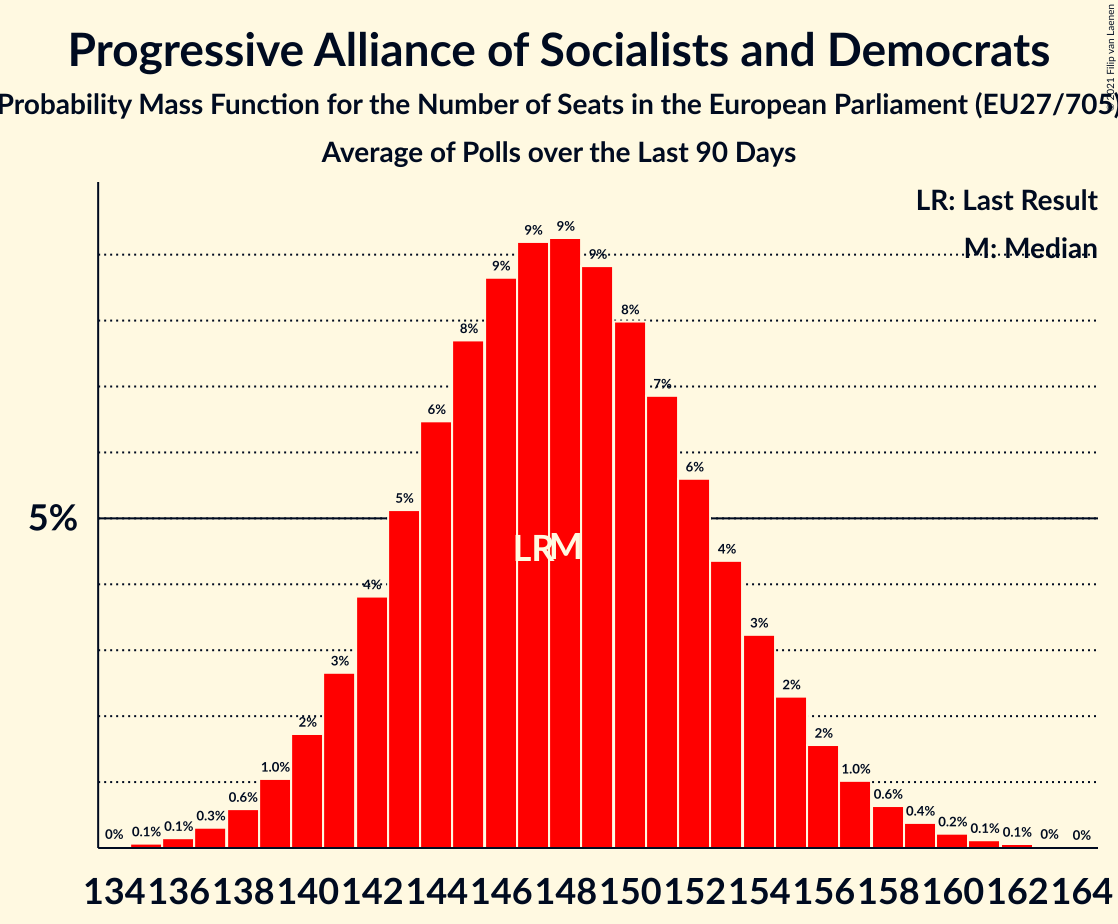 Progressive Alliance of Socialists and Democrats
Probability Mass Function for the Number of Seats in the European Parliament (EU27/705)
Average of Polls over the Last 90 Days
© 2021 Filip van Laenen
LR: Last Result
M: Median
5%
0% 0.1% 0.1% 0.3% 0.6% 1.0% 2% 3% 4% 5% 6% 8% 9% 9% 9% 9% 8% 7% 6% 4% 3% 2% 2% 1.0% 0.6% 0.4% 0.2% 0.1% 0.1% 0% 0%
LR M
134 136 138 140 142 144 146 148 150 152 154 156 158 160 162 164